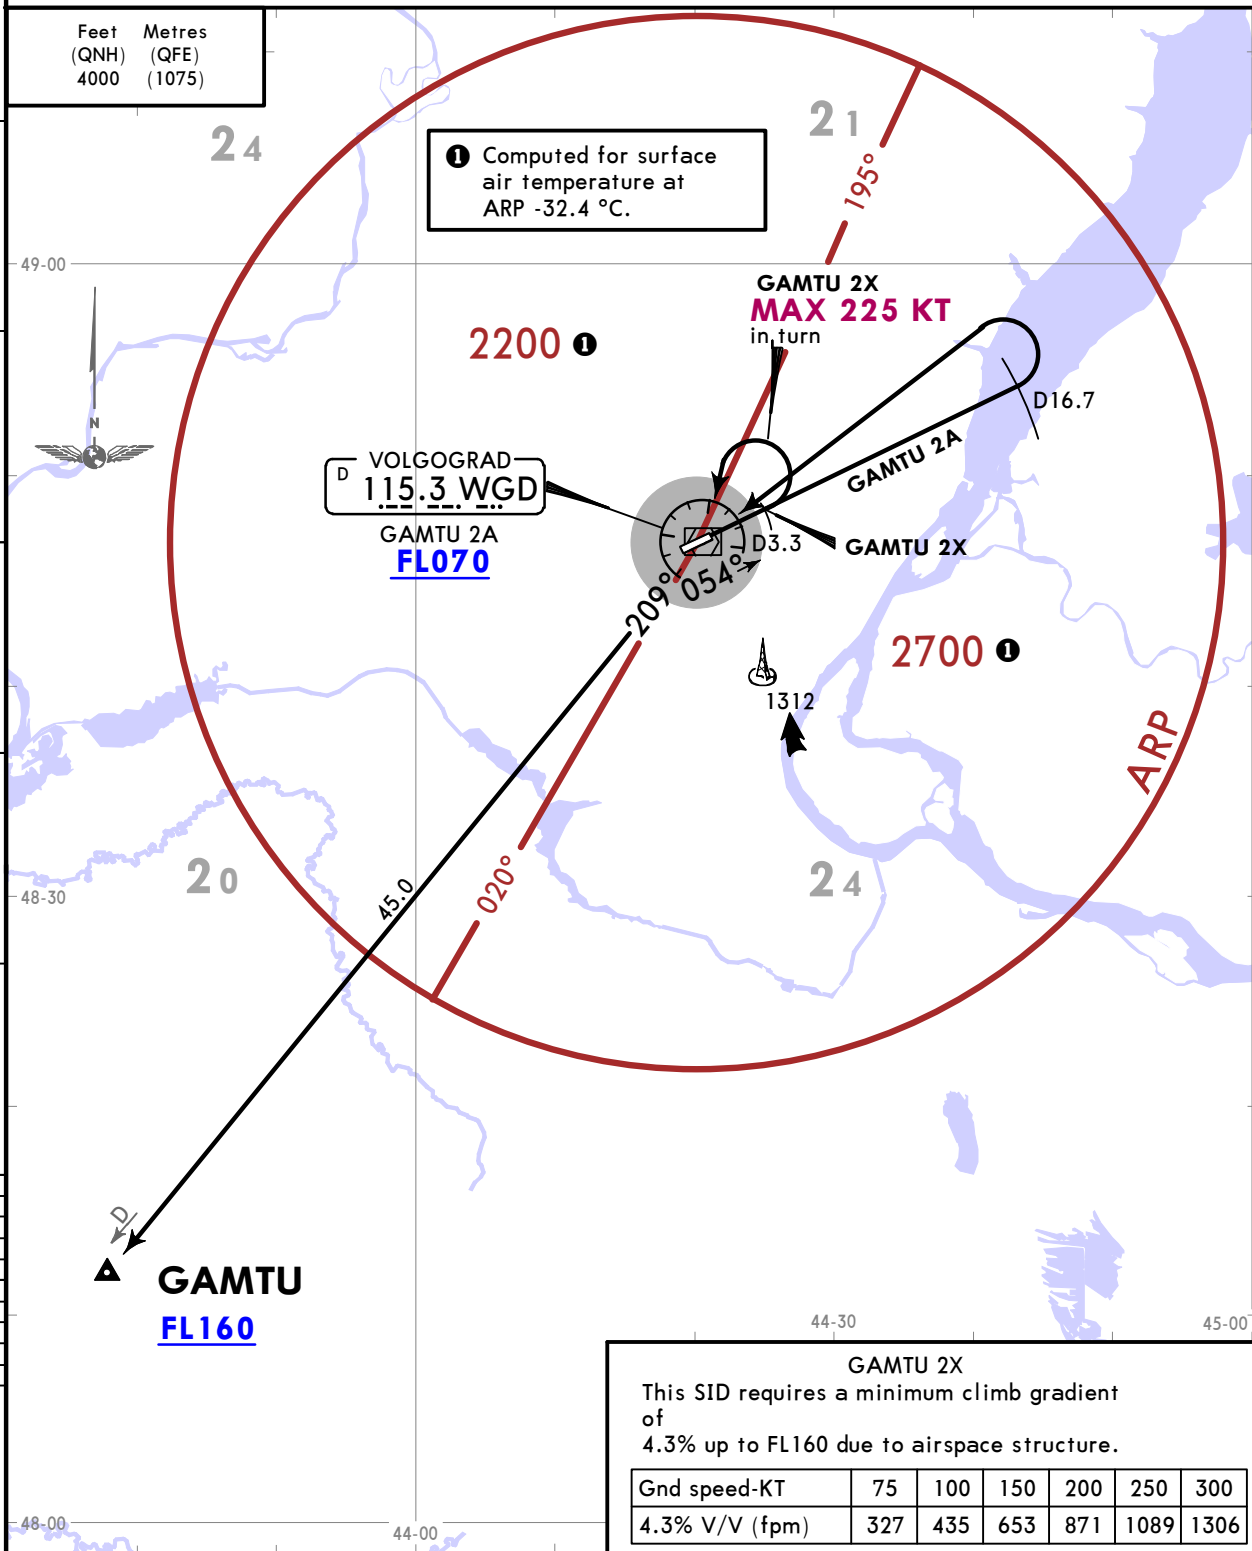 Feet Metres
(QNH) (QFE)
4000 (1075)
24
21
❶ Computed for surface
air temperature at
ARP -32.4 °C.
195°
49-00
GAMTU 2X
MAX 225 KT
in turn
2200 ❶
N
D16.7
GAMTU 2A
VOLGOGRAD
D 115.3 WGD
GAMTU 2A
FL070
D3.3
GAMTU 2X
054°
209°
2700 ❶
1312
ARP
20
24
020°
45.0
48-30
D
GAMTU
FL160
44-30
45-00
GAMTU 2X
This SID requires a minimum climb gradient
of
4.3% up to FL160 due to airspace structure.
Gnd speed-KT 75 100 150 200 250 300
4.3% V/V (fpm) 327 435 653 871 1089 1306
48-00
44-00